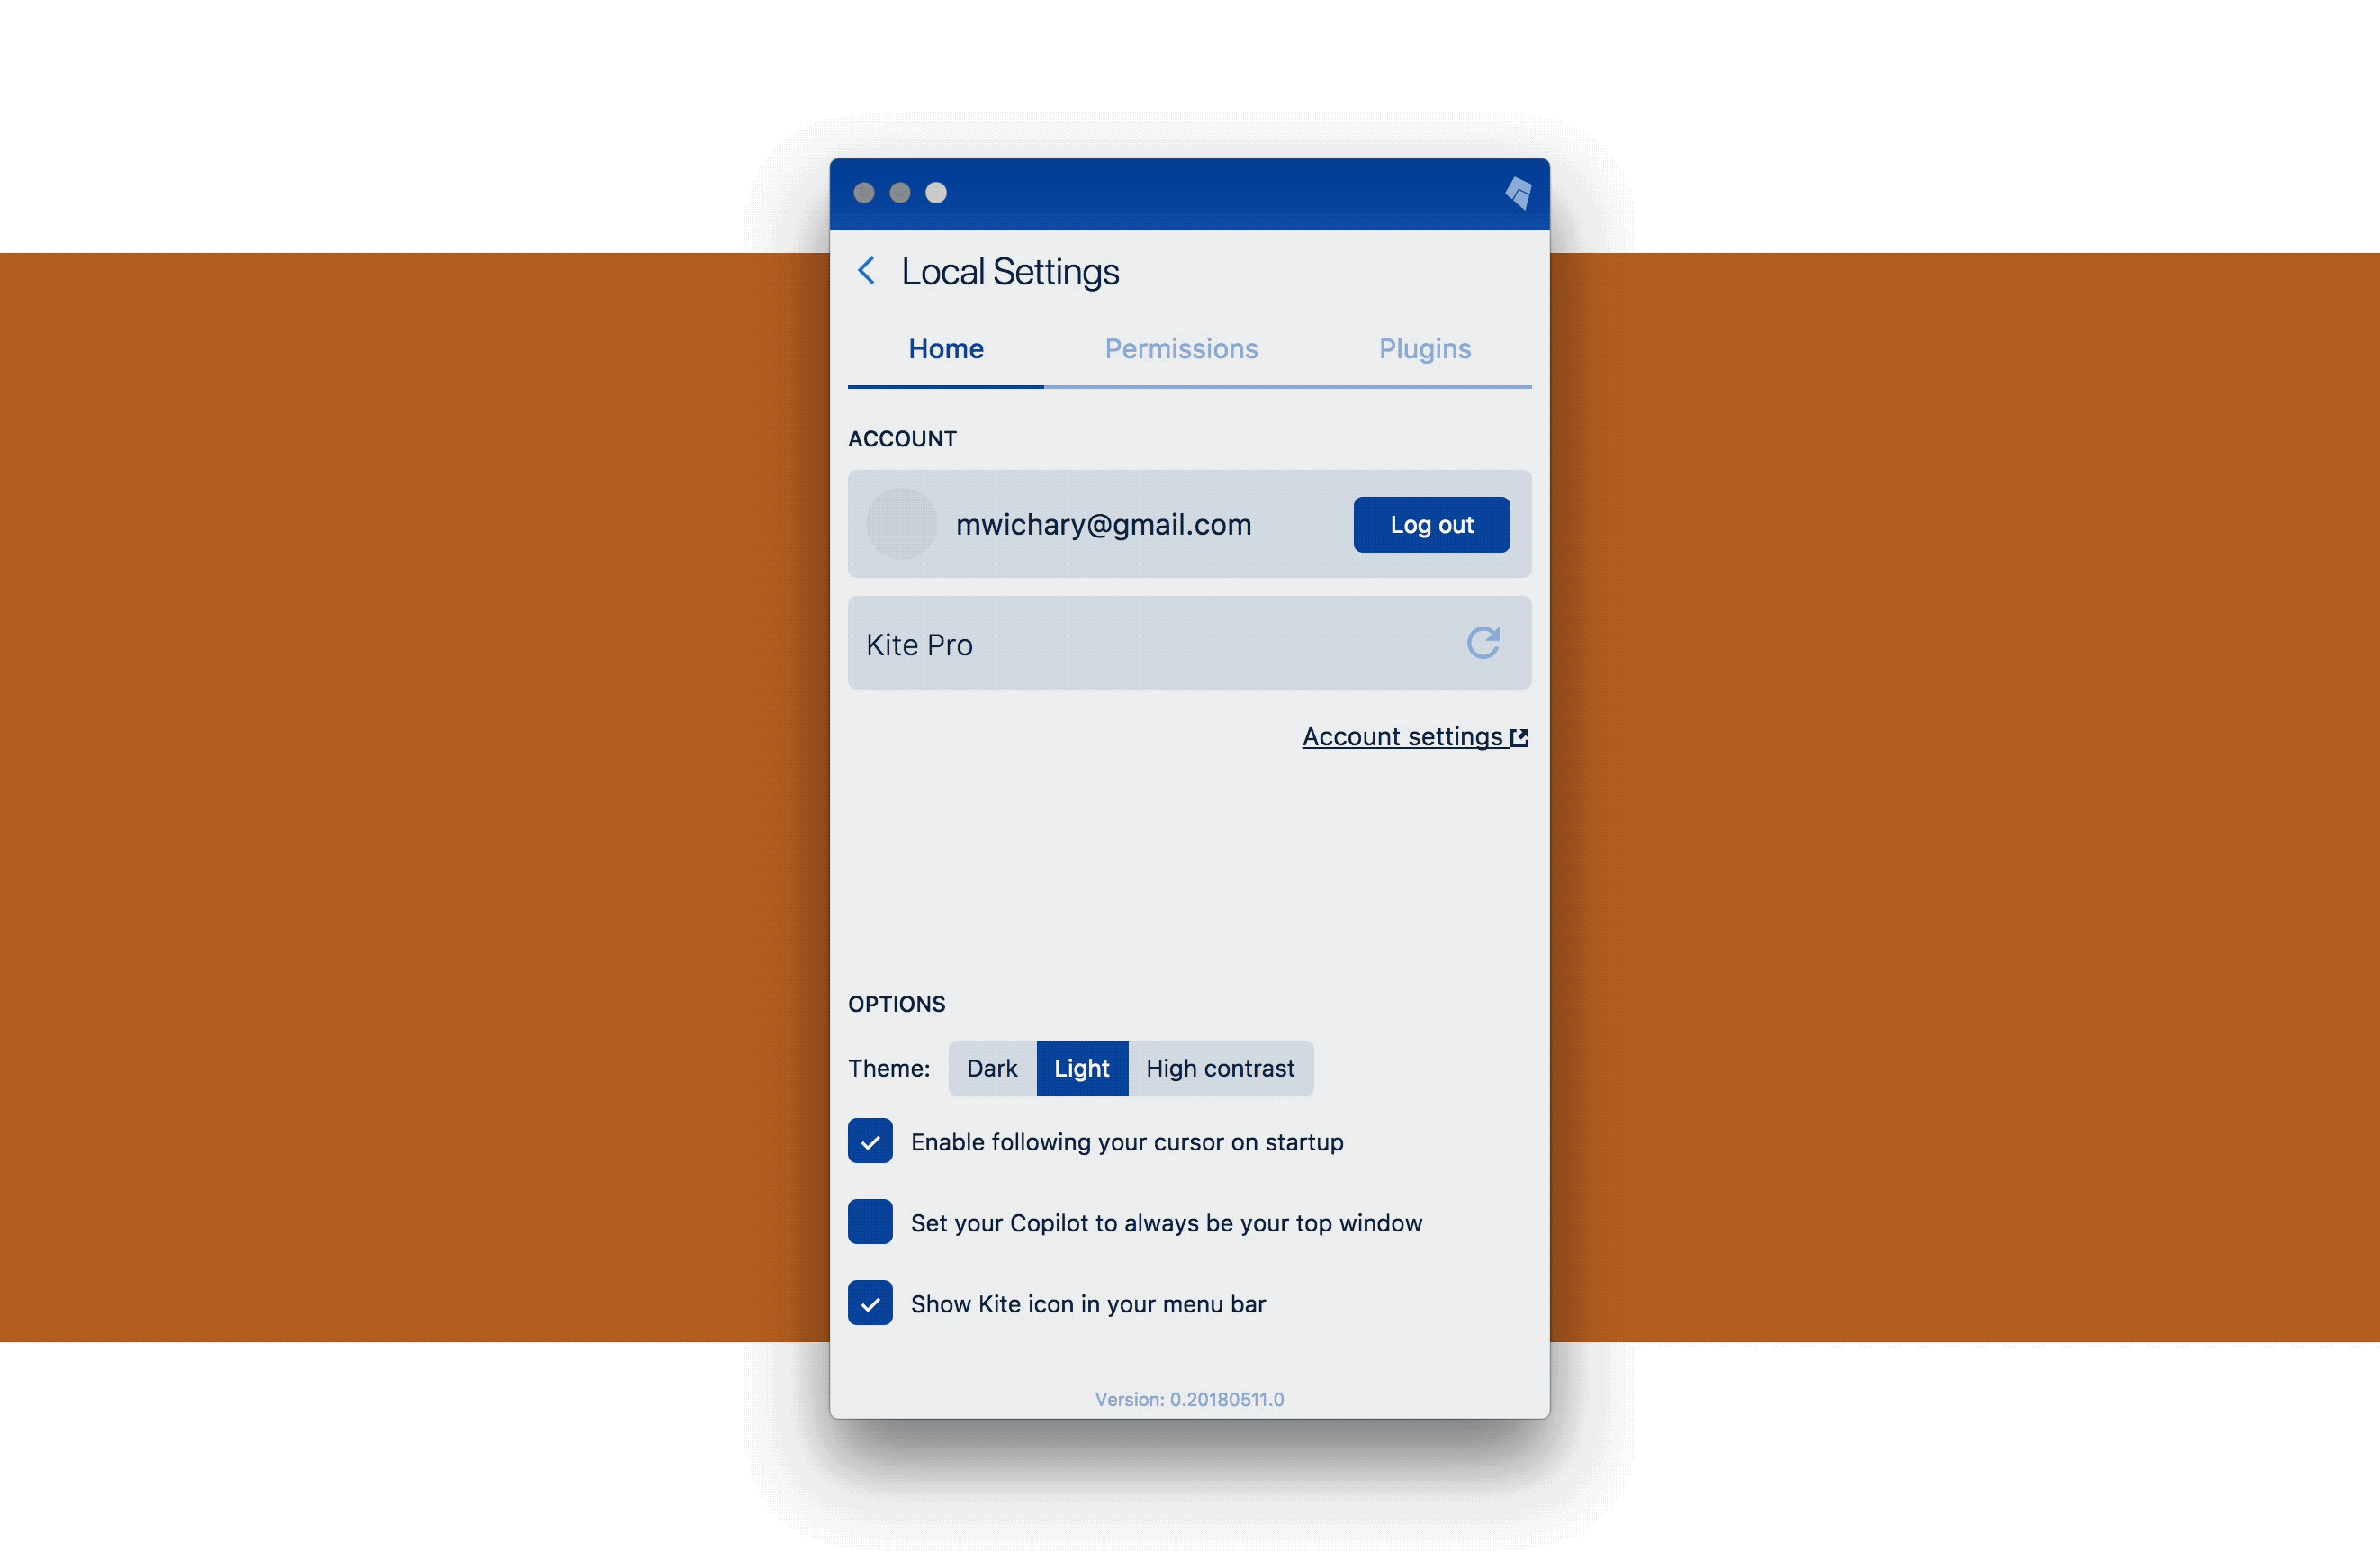 Local Settings
Home Permissions Plugins
ACCOUNT
mwichary@gmail.com Log out
Kite Pro
Account settings
OPTIONS
Theme: Dark Light High contrast
Enable following your cursor on startup
Set your Copilot to always be your top window
Show Kite icon in your menu bar
Version: 0.20180511.0